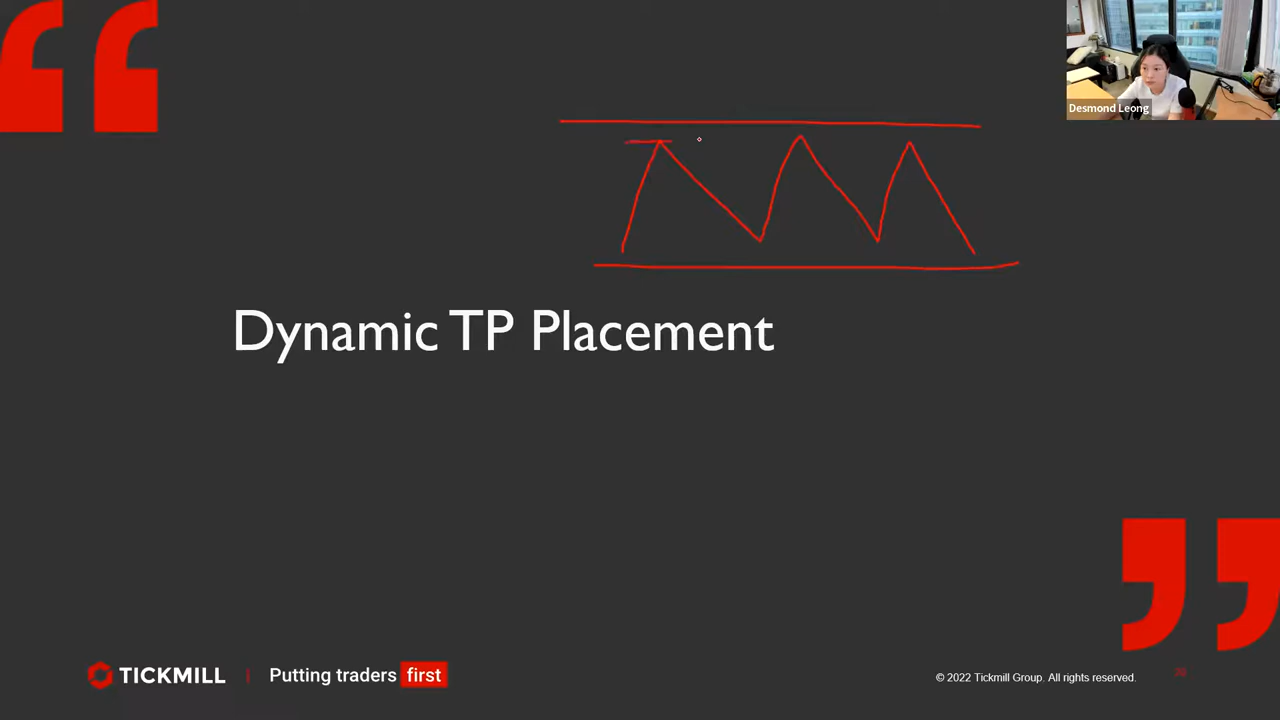 Desmond Leong
Dynamic TP Placement
TICKMILL
Putting traders first
© 2022 Tickmill Group. All rights reserved.